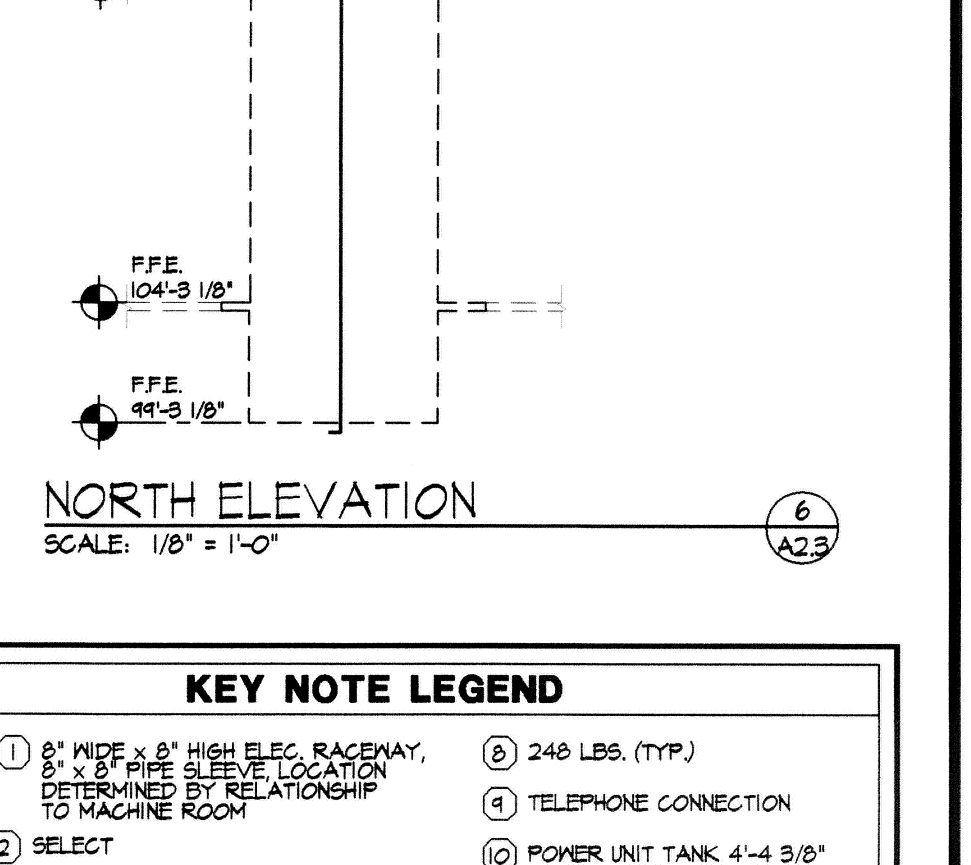 F.F.E.
104'-3 1/8"
F.F.E.
99'-3 1/8"
NORTH ELEVATION
SCALE: 1/8" = 1'-0"
6
A2.3
KEY NOTE LEGEND
1 8" WIDE x 8" HIGH ELEC. RACEWAY,
8" x 8" PIPE SLEEVE, LOCATION
DETERMINED BY RELATIONSHIP
TO MACHINE ROOM
2 SELECT
8 248 LBS. (TYP.)
9 TELEPHONE CONNECTION
10 POWER UNIT TANK 4'-4 3/8"